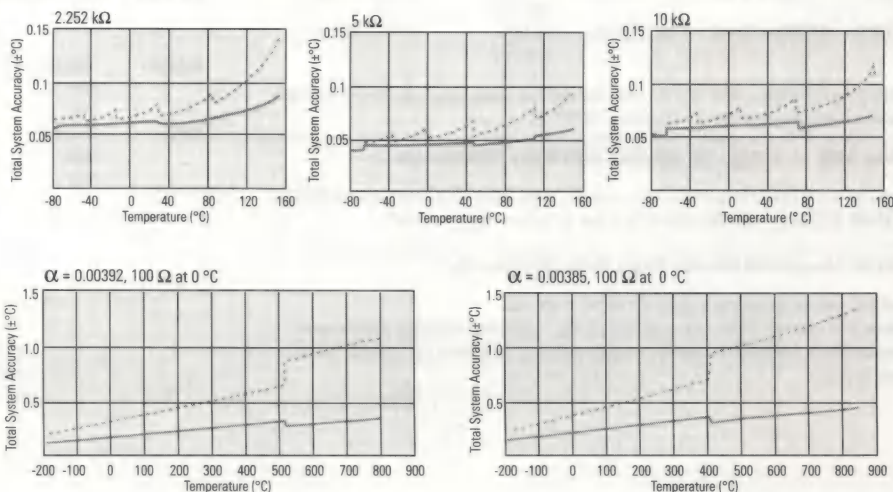 2.252 kΩ
0.15
0.1
0.05
Total System Accuracy (±°C)
-80 -40 0 40 80 120 160
Temperature (°C)
5 kΩ
0.15
0.1
0.05
0
Total System Accuracy (±°C)
-80 -40 0 40 80 120 160
Temperature (°C)
10 kΩ
0.15
0.1
0.05
0
Total System Accuracy (±°C)
-80 -40 0 40 80 120 160
Temperature (° C)
α = 0.00392, 100 Ω at 0 °C
1.5
1.0
0.5
Total System Accuracy (±°C)
-200 -100 0 100 200 300 400 500 600 700 800 900
Temperature (°C)
α = 0.00385, 100 Ω at 0 °C
1.5
1.0
0.5
Total System Accuracy (±°C)
-200 -100 0 100 200 300 400 500 600 700 800 900
Temperature (°C)